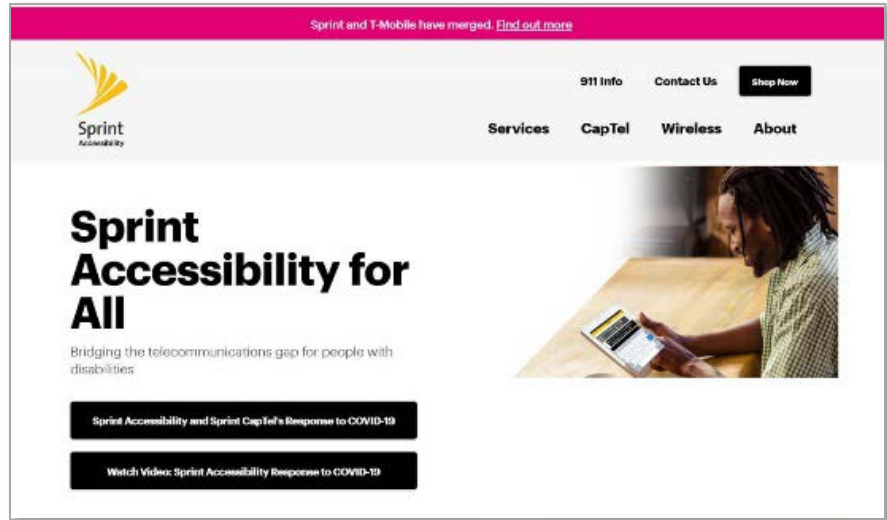 Sprint and T-Mobile have merged. Find out more
911 Info Contact Us Shop Now
Sprint
Accessibility
Services CapTel Wireless About
Sprint
Accessibility for
All
Bridging the telecommunications gap for people with
disabilities
Sprint Accessibility and Sprint CapTel's Response to COVID-19
Watch Video: Sprint Accessibility Response to COVID-19